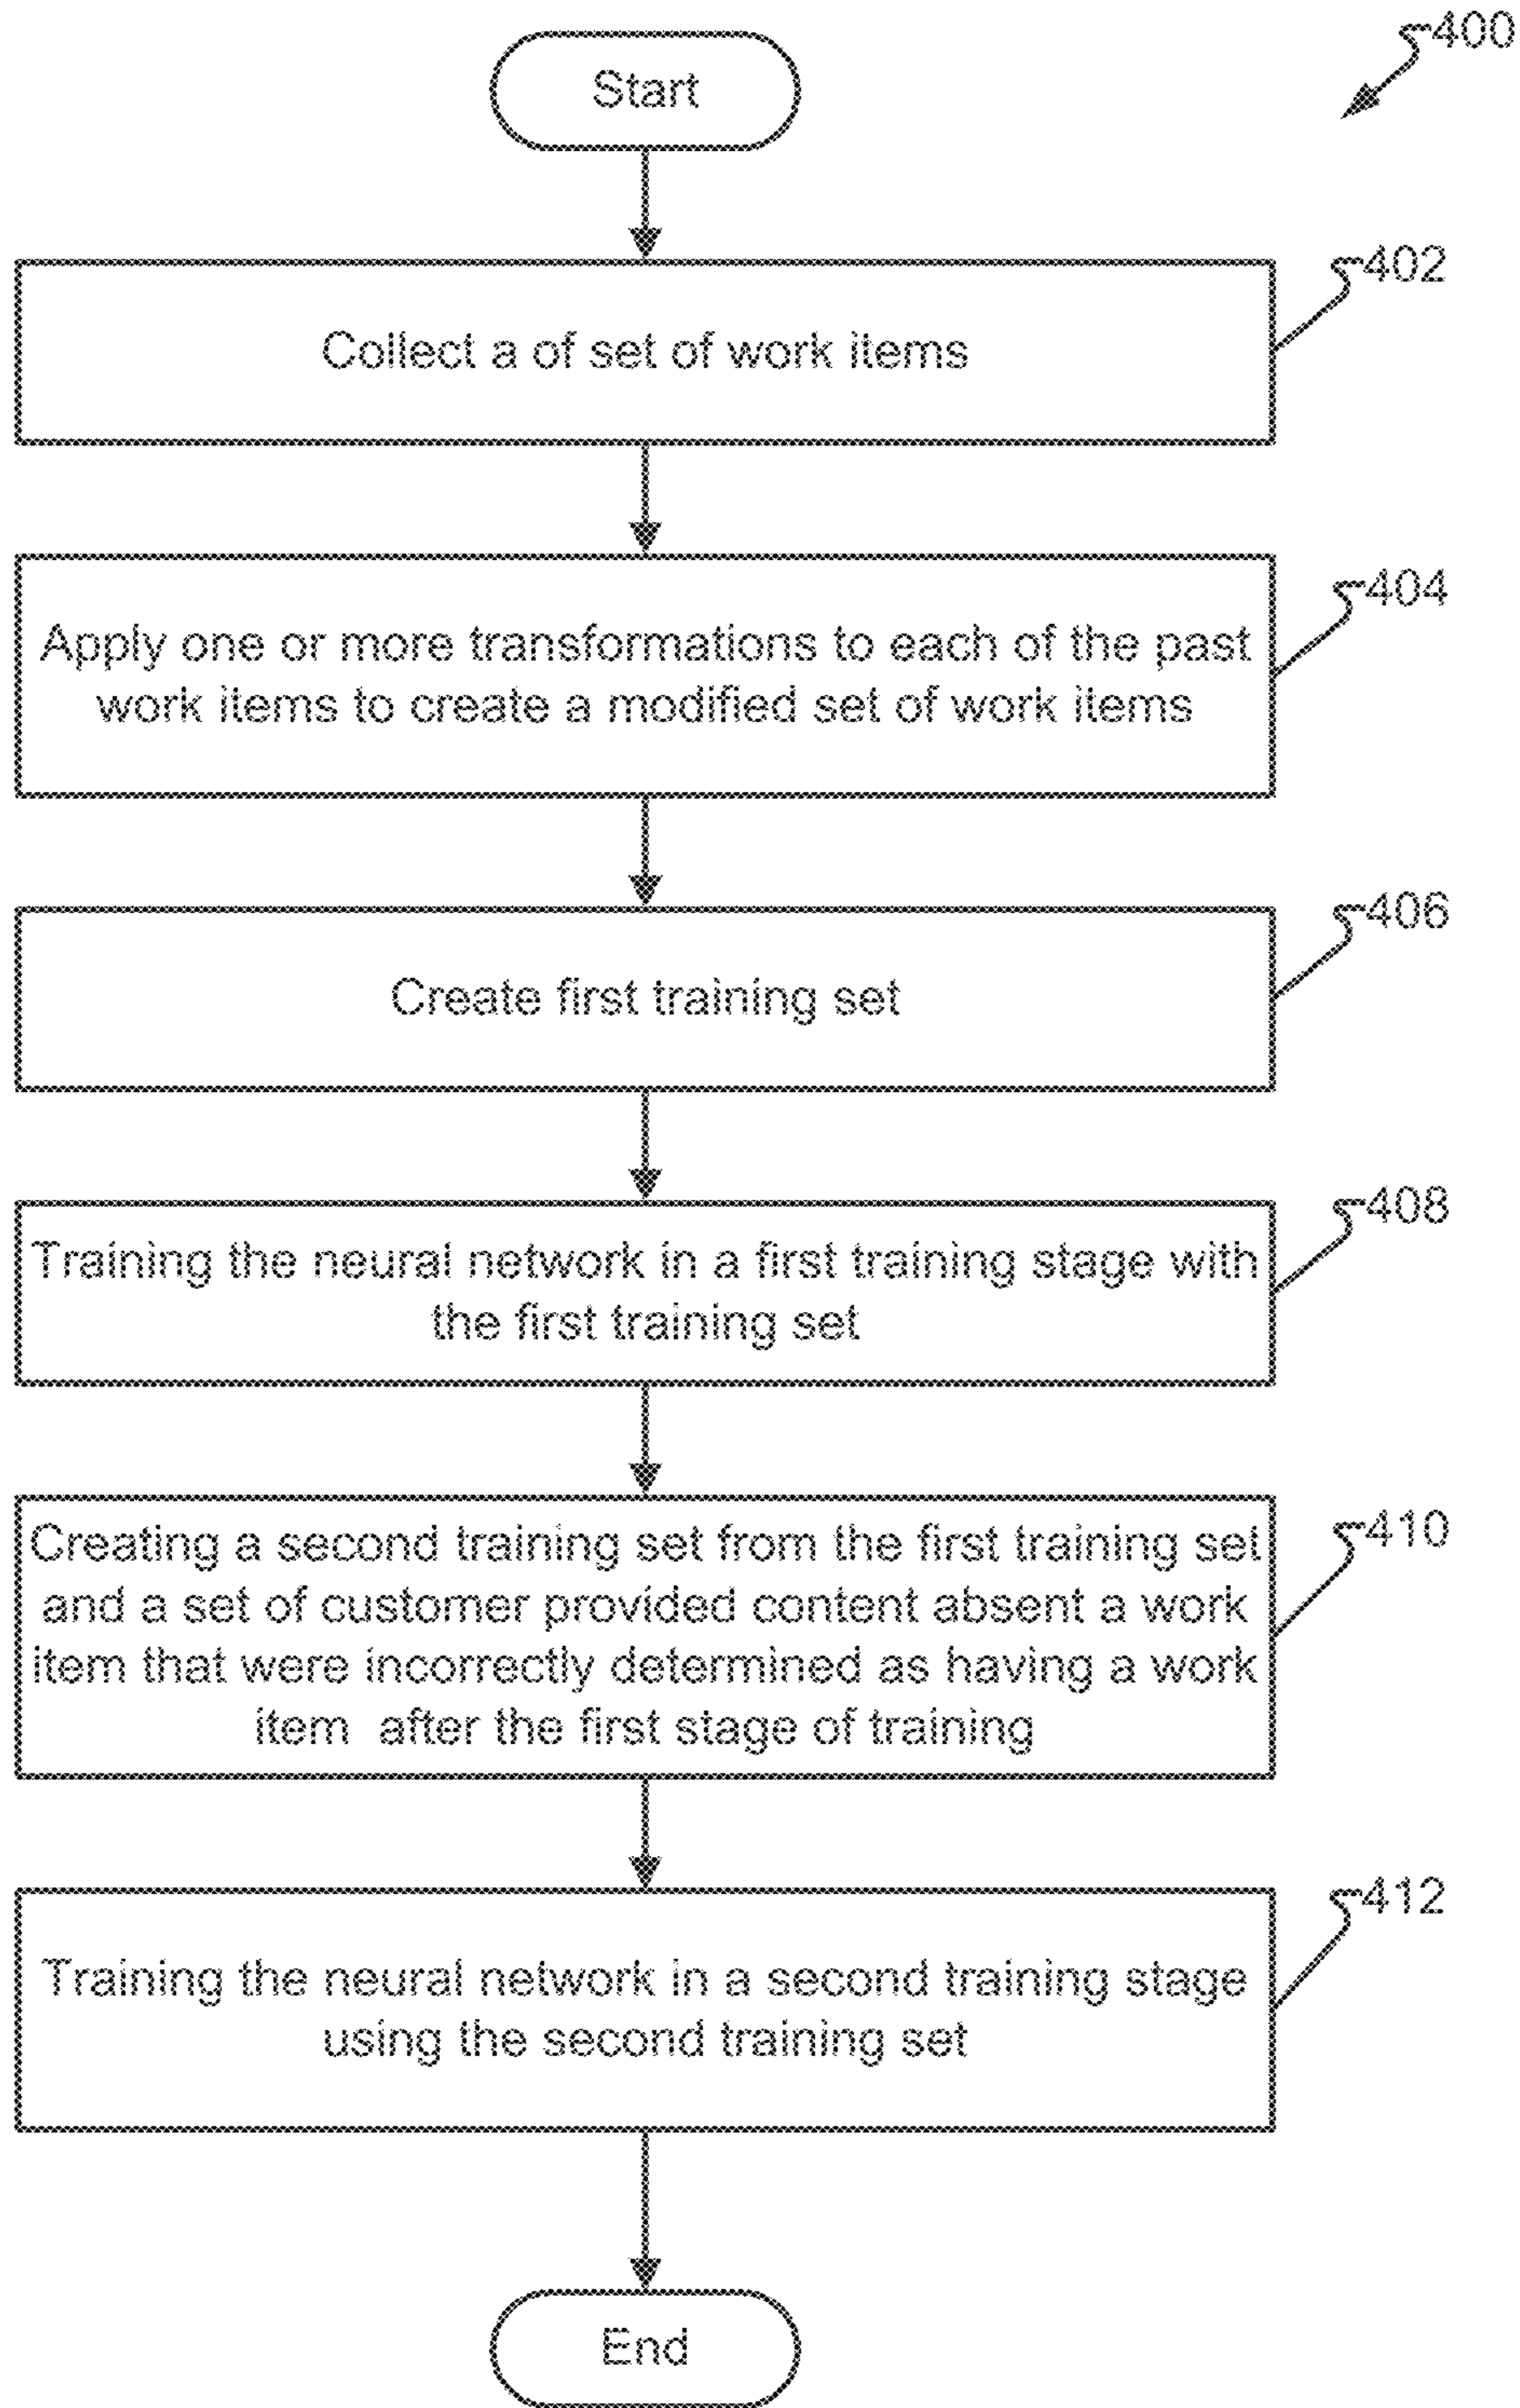 400
Start
402
Collect a of set of work items
404
Apply one or more transformations to each of the past
work items to create a modified set of work items
406
Create first training set
408
Training the neural network in a first training stage with
the first training set
410
Creating a second training set from the first training set
and a set of customer provided content absent a work
item that were incorrectly determined as having a work
item after the first stage of training
412
Training the neural network in a second training stage
using the second training set
End